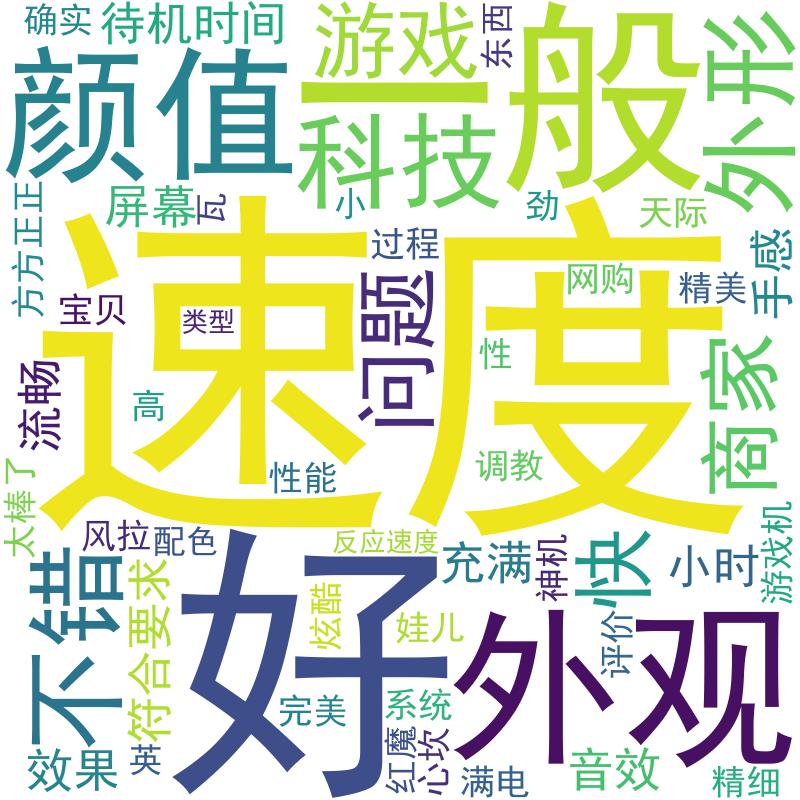 确实
待机时间
游戏
东西
一般
外形
颜值
科技
方方正正
屏幕
瓦
小
劲
天际
速度
过程
手感
宝贝
类型
问题
网购
精美
流畅
高
性
商家
太棒了
性能
调教
风拉
配色
反应速度
充满
神机
快
小时
游戏机
不错
符合要求
好
炫酷
娃儿
外观
评价
完美
系统
效果
英
红魔
心坎
满电
音效
精细